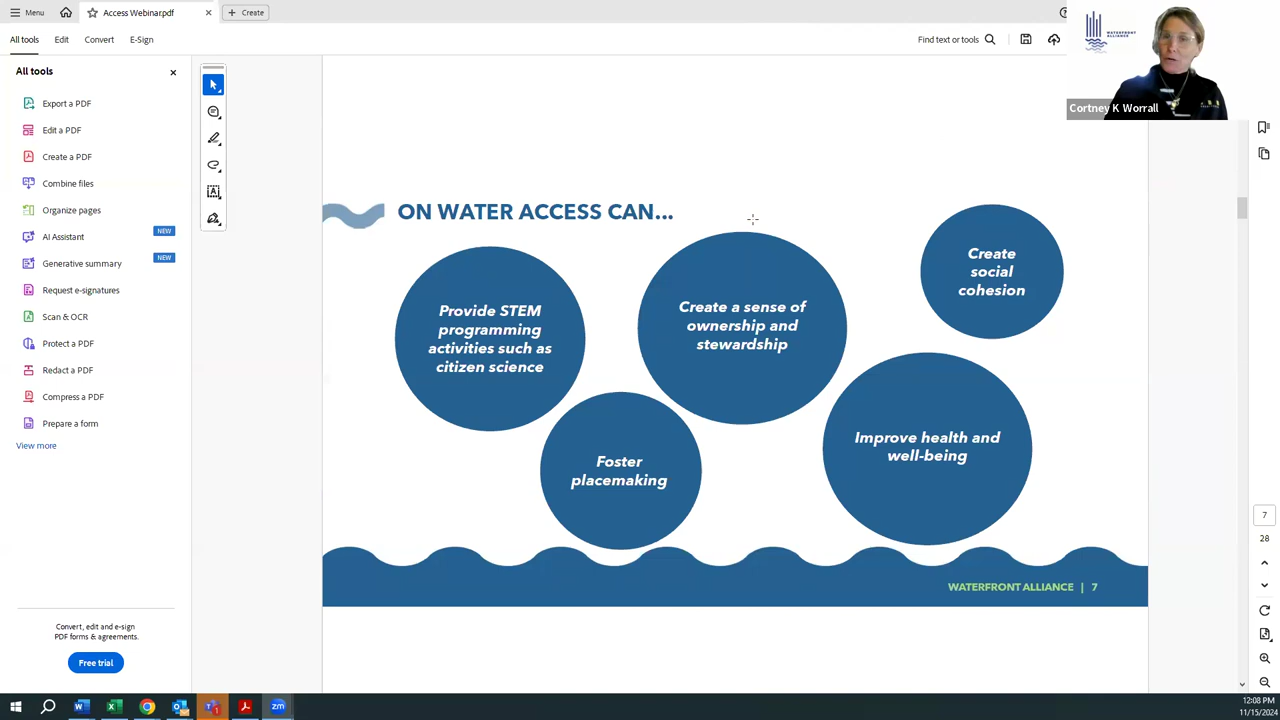 Menu
Access Webinar.pdf
Create
All tools
Edit
Convert
E-Sign
Find text or tools
WATERFRONT
ALLIANCE
Cortney K Worrall
All tools
Export a PDF
Edit a PDF
Create a PDF
Combine files
Organize pages
AI Assistant
NEW
Generative summary
NEW
Request e-signatures
Scan & OCR
Protect a PDF
Redact a PDF
Compress a PDF
Prepare a form
View more
Convert, edit and e-sign
PDF forms & agreements.
Free trial
ON WATER ACCESS CAN...
Provide STEM
programming
activities such as
citizen science
Create a sense of
ownership and
stewardship
Create
social
cohesion
Foster
placemaking
Improve health and
well-being
WATERFRONT ALLIANCE | 7
7
28
12:08 PM
11/15/2024